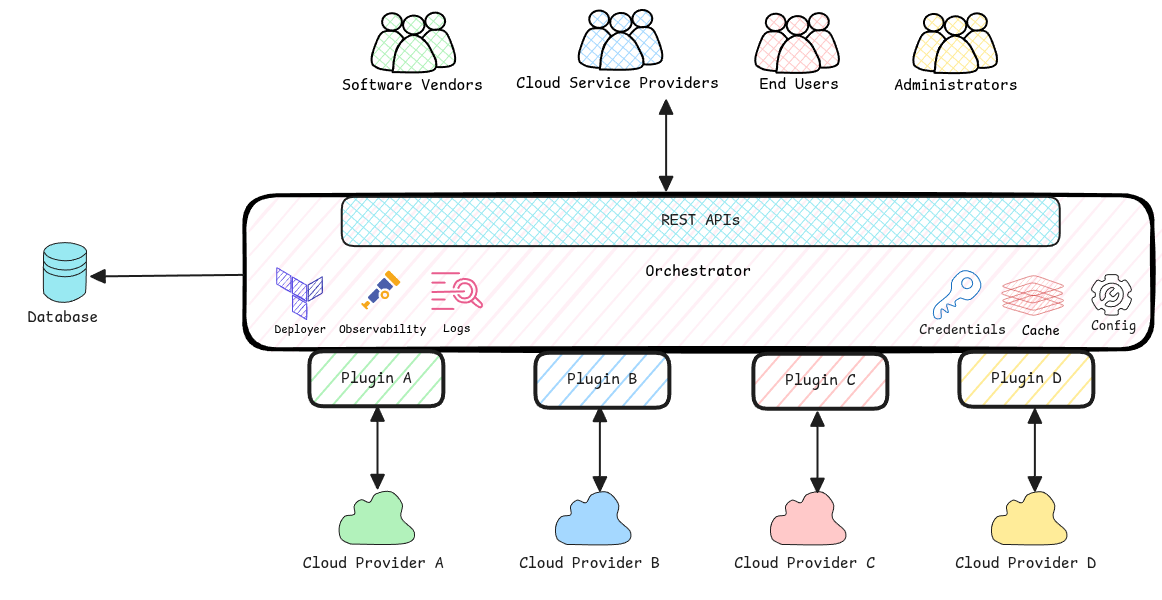 Software Vendors
Cloud Service Providers
End Users
Administrators
REST APIs
Orchestrator
Database
Deployer
Observability
Logs
Credentials
Cache
Config
Plugin A
Plugin B
Plugin C
Plugin D
Cloud Provider A
Cloud Provider B
Cloud Provider C
Cloud Provider D